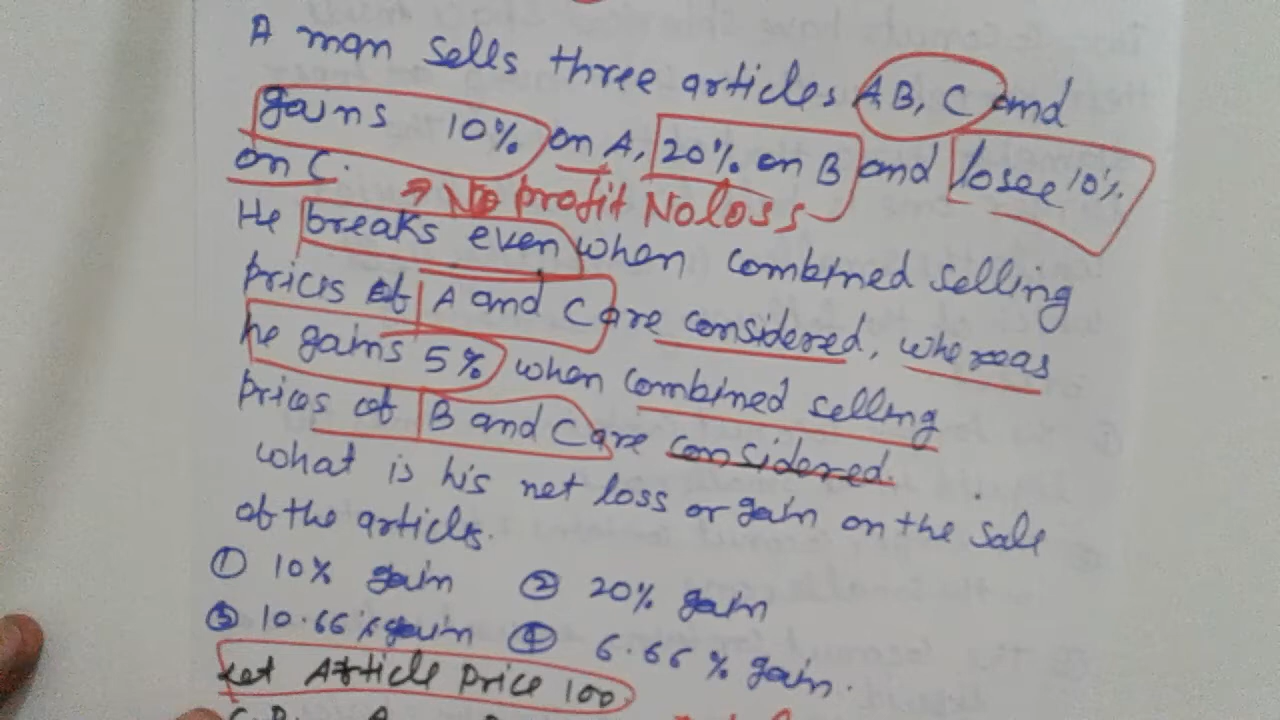 A man sells three articles A, B, C and
gains 10% on A, 20% on B and losee 10%
on C.
→ No profit No loss
He breaks even when combined selling
prices of A and C are considered, whereas
he gains 5% when combined selling
prices of B and C are considered.
what is his net loss or gain on the sale
of the articles.
① 10% gain ② 20% gain
③ 10.66% gain ④ 6.66% gain.
Let Article Price 100